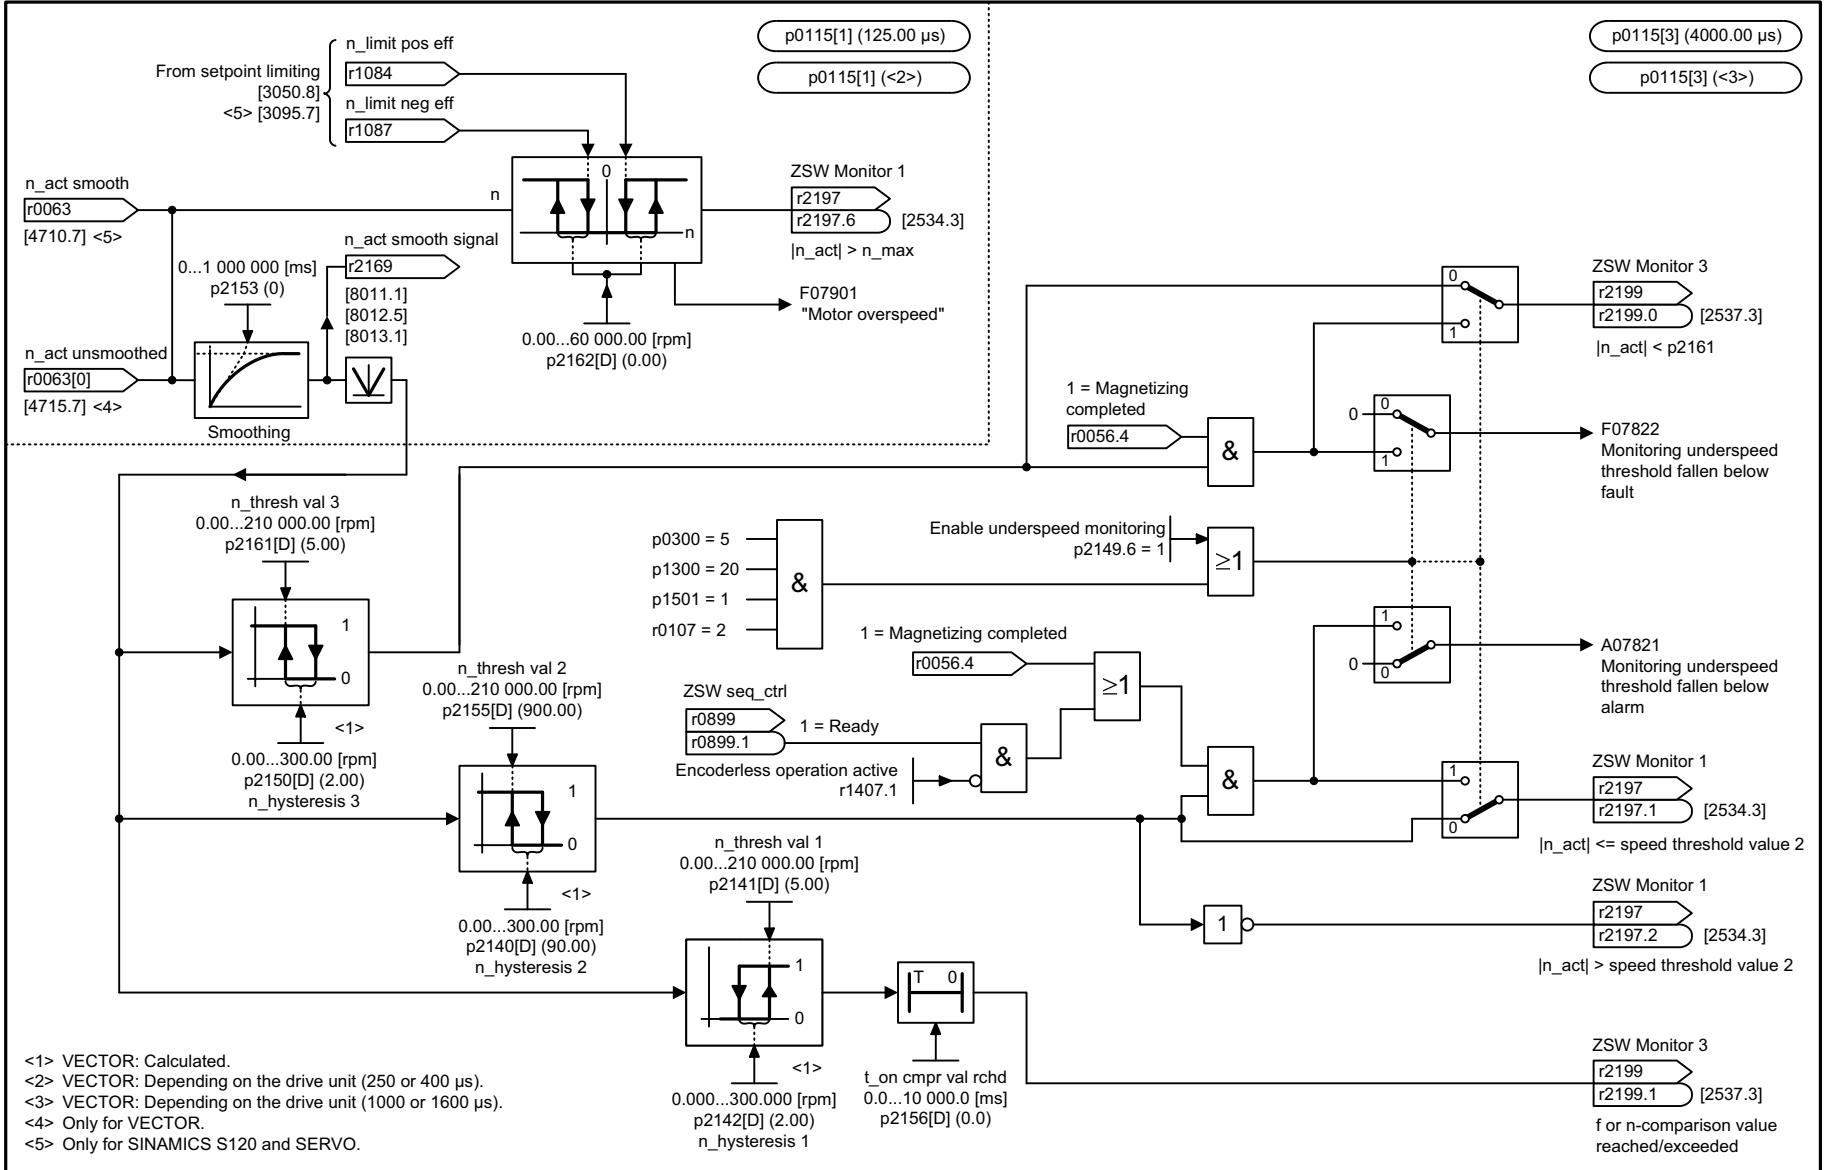 p0115[1] (125.00 µs)
p0115[1] (<2>)
p0115[3] (4000.00 µs)
p0115[3] (<3>)
n_limit pos eff
From setpoint limiting
[3050.8]
<5> [3095.7]
r1084
n_limit neg eff
r1087
n_act smooth
r0063
[4710.7] <5>
n
0
n
ZSW Monitor 1
r2197
r2197.6
[2534.3]
|n_act| > n_max
n_act smooth signal
r2169
[8011.1]
[8012.5]
[8013.1]
0...1 000 000 [ms]
p2153 (0)
F07901
"Motor overspeed"
0.00...60 000.00 [rpm]
p2162[D] (0.00)
n_act unsmoothed
r0063[0]
[4715.7] <4>
Smoothing
0
1
ZSW Monitor 3
r2199
r2199.0
[2537.3]
|n_act| < p2161
1 = Magnetizing
completed
r0056.4
&
0
0
1
F07822
Monitoring underspeed
threshold fallen below
fault
n_thresh val 3
0.00...210 000.00 [rpm]
p2161[D] (5.00)
1
0
<1>
0.00...300.00 [rpm]
p2150[D] (2.00)
n_hysteresis 3
p0300 = 5
p1300 = 20
p1501 = 1
r0107 = 2
&
Enable underspeed monitoring
p2149.6 = 1
≥1
1 = Magnetizing completed
r0056.4
≥1
ZSW seq_ctrl
r0899
r0899.1
1 = Ready
&
Encoderless operation active
r1407.1
&
1
0
0
A07821
Monitoring underspeed
threshold fallen below
alarm
n_thresh val 2
0.00...210 000.00 [rpm]
p2155[D] (900.00)
1
0
<1>
0.00...300.00 [rpm]
p2140[D] (90.00)
n_hysteresis 2
1
0
ZSW Monitor 1
r2197
r2197.1
[2534.3]
|n_act| <= speed threshold value 2
n_thresh val 1
0.00...210 000.00 [rpm]
p2141[D] (5.00)
1
0
<1>
0.000...300.000 [rpm]
p2142[D] (2.00)
n_hysteresis 1
1
ZSW Monitor 1
r2197
r2197.2
[2534.3]
|n_act| > speed threshold value 2
T 0
t_on cmpr val rchd
0.0...10 000.0 [ms]
p2156[D] (0.0)
ZSW Monitor 3
r2199
r2199.1
[2537.3]
f or n-comparison value
reached/exceeded
<1> VECTOR: Calculated.
<2> VECTOR: Depending on the drive unit (250 or 400 µs).
<3> VECTOR: Depending on the drive unit (1000 or 1600 µs).
<4> Only for VECTOR.
<5> Only for SINAMICS S120 and SERVO.